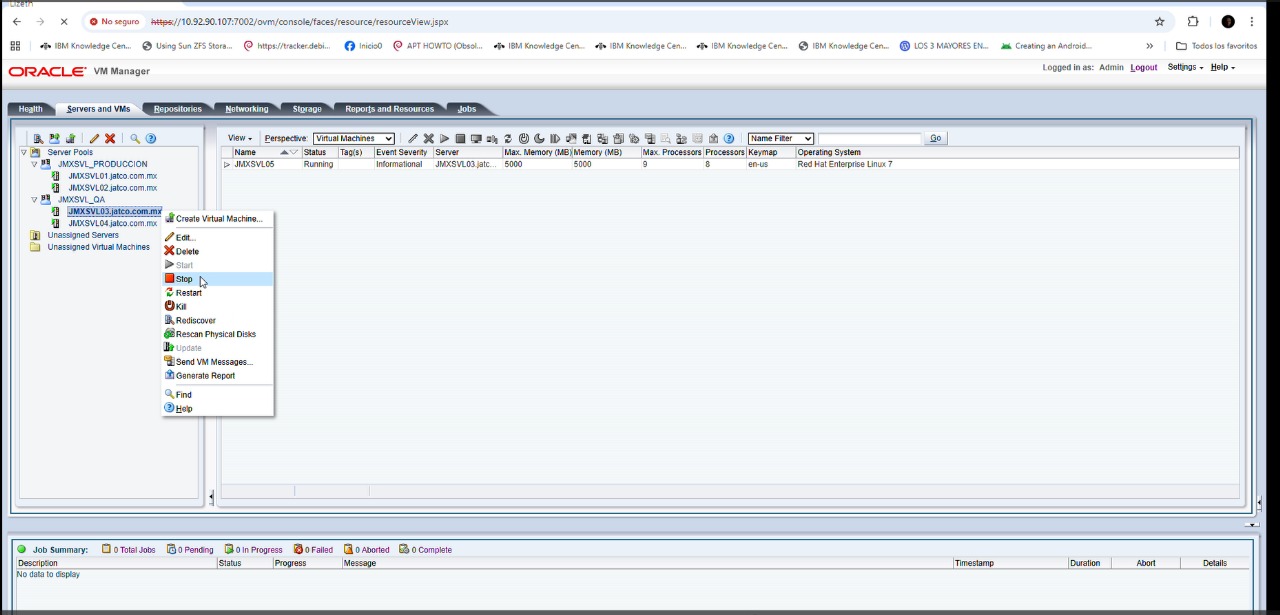 Lizeth
No seguro https://10.92.90.107:7002/ovm/console/faces/resource/resourceView.jspx
IBM Knowledge Cen... Using Sun ZFS Stora... https://tracker.debi... Inicio0 APT HOWTO (Obsol... IBM Knowledge Cen... IBM Knowledge Cen... IBM Knowledge Cen... IBM Knowledge Cen... LOS 3 MAYORES EN... Creating an Android... » Todos los favoritos
ORACLE VM Manager Logged in as: Admin Logout Settings Help
Health Servers and VMs Repositories Networking Storage Reports and Resources Jobs
View Perspective: Virtual Machines Name Filter Go
Server Pools
JMXSVL_PRODUCCION
JMXSVL01.jatco.com.mx
JMXSVL02.jatco.com.mx
JMXSVL_QA
JMXSVL03.jatco.com.mx
JMXSVL04.jatco.com.mx
Unassigned Servers
Unassigned Virtual Machines
Name Status Tag(s) Event Severity Server Max. Memory (MB) Memory (MB) Max. Processors Processors Keymap Operating System
JMXSVL05 Running Informational JMXSVL03.jatc... 5000 5000 9 8 en-us Red Hat Enterprise Linux 7
Create Virtual Machine...
Edit...
Delete
Start
Stop
Restart
Kill
Rediscover
Rescan Physical Disks
Update
Send VM Messages...
Generate Report
Find
Help
Job Summary: 0 Total Jobs 0 Pending 0 In Progress 0 Failed 0 Aborted 0 Complete
Description Status Progress Message Timestamp Duration Abort Details
No data to display